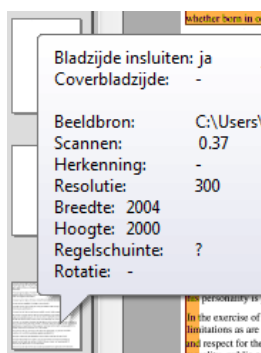 whether born in o
Bladzijde insluiten: ja
Coverbladzijde: -
Beeldbron: C:\Users\
Scannen: 0.37
Herkenning: -
Resolutie: 300
Breedte: 2004
Hoogte: 2000
Regelschuinte: ?
Rotatie: -
his personality is
In the exercise of
limitations as are
and respect for the